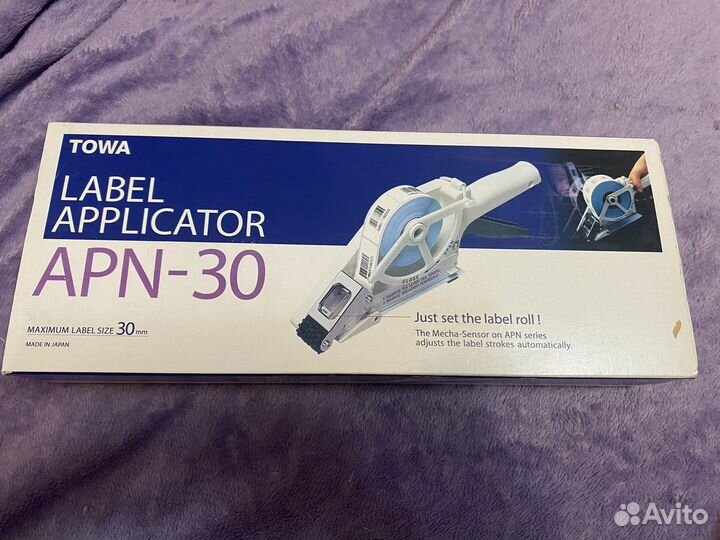 TOWA
LABEL
APPLICATOR
APN-30
MAXIMUM LABEL SIZE 30mm
MADE IN JAPAN
CLOSE
Just set the label roll !
The Mecha-Sensor on APN series
adjusts the label strokes automatically.
Avito